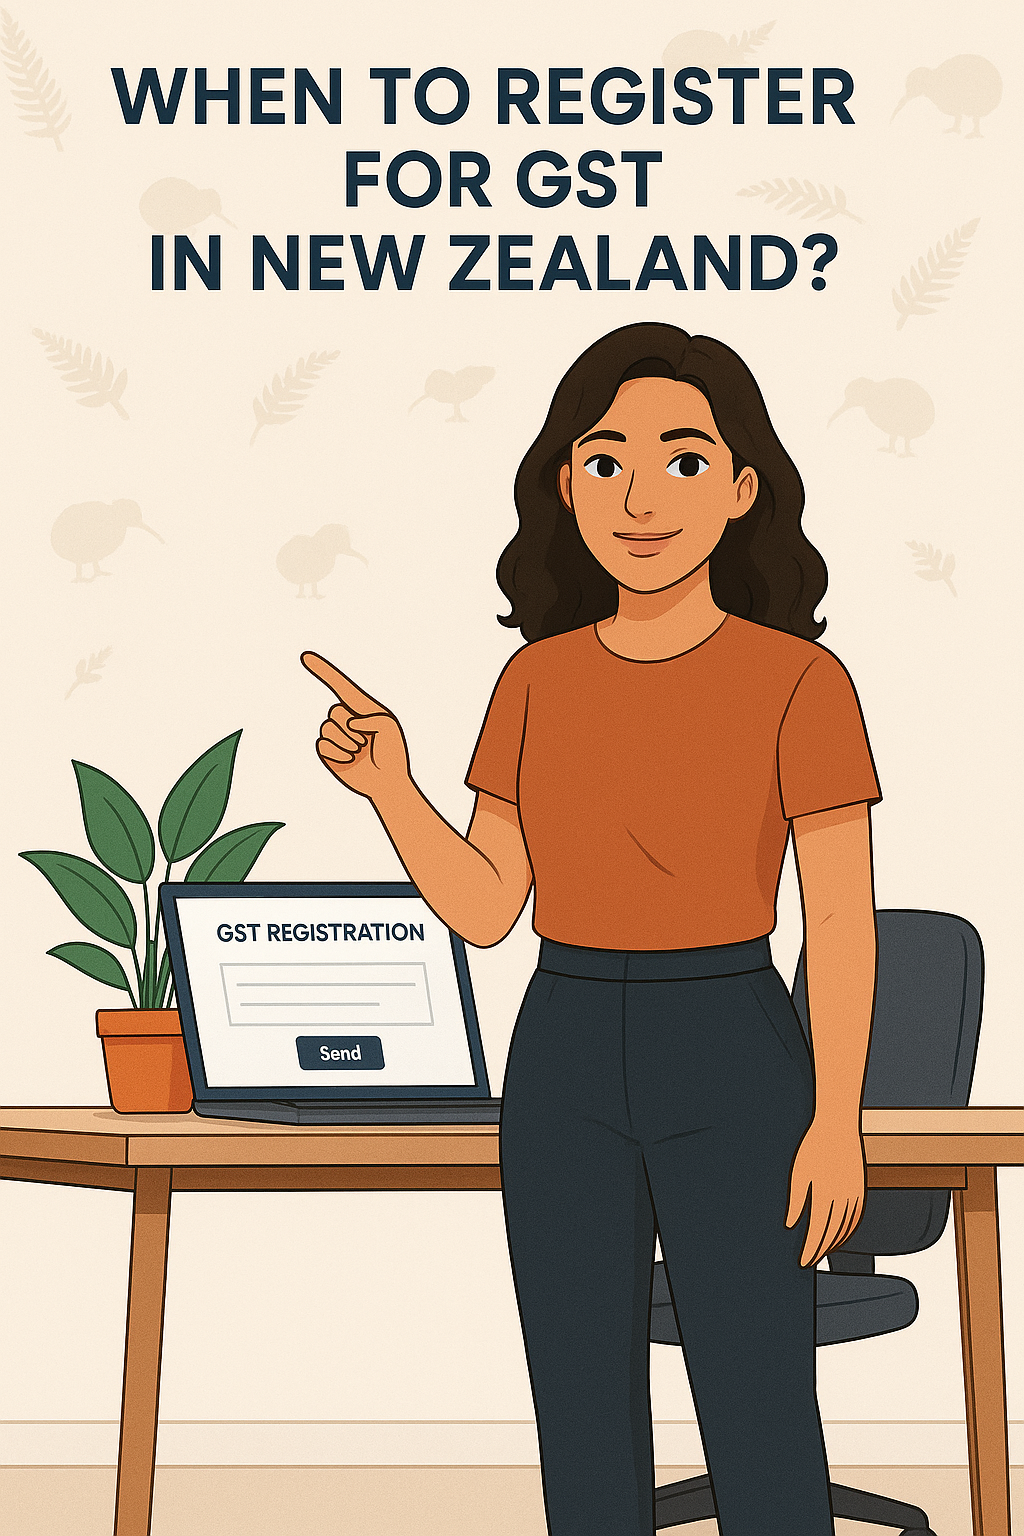 WHEN TO REGISTER
FOR GST
IN NEW ZEALAND?
GST REGISTRATION
Send